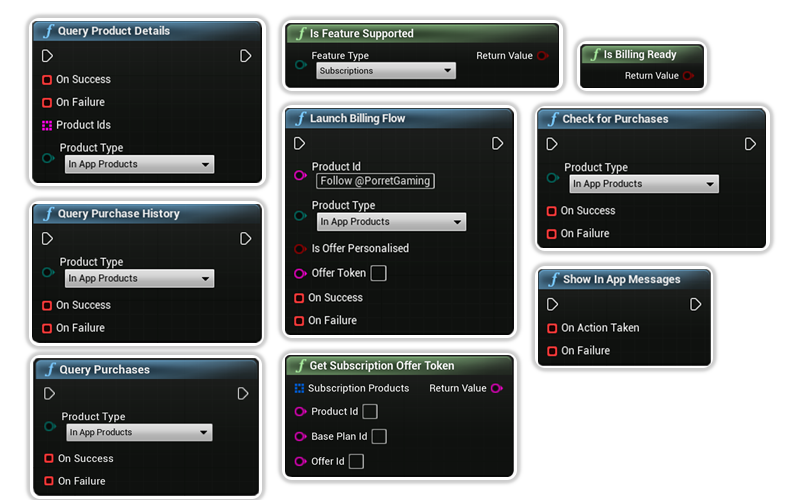 Query Product Details
On Success
On Failure
Product Ids
Product Type
In App Products
Query Purchase History
Product Type
In App Products
On Success
On Failure
Query Purchases
Product Type
In App Products
On Success
On Failure
Is Feature Supported
Feature Type
Return Value
Subscriptions
Launch Billing Flow
Product Id
Follow @PorretGaming
Product Type
In App Products
Is Offer Personalised
Offer Token
On Success
On Failure
Get Subscription Offer Token
Subscription Products
Return Value
Product Id
Base Plan Id
Offer Id
Is Billing Ready
Return Value
Check for Purchases
Product Type
In App Products
On Success
On Failure
Show In App Messages
On Action Taken
On Failure